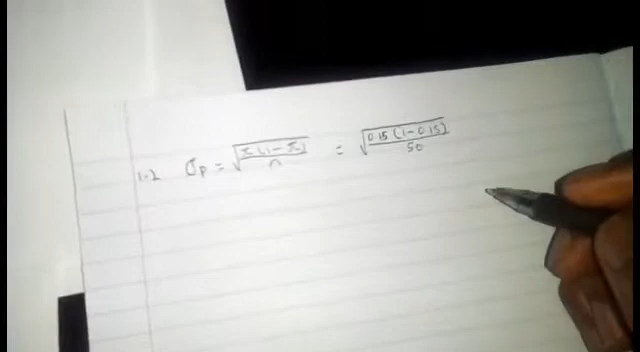 1.2 σp = √(π(1-π)/n) = √(0.15(1-0.15)/50)